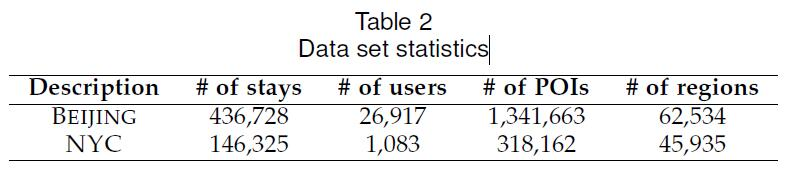 Table 2
Data set statistics
Description # of stays # of users # of POIs # of regions
BEIJING 436,728 26,917 1,341,663 62,534
NYC 146,325 1,083 318,162 45,935